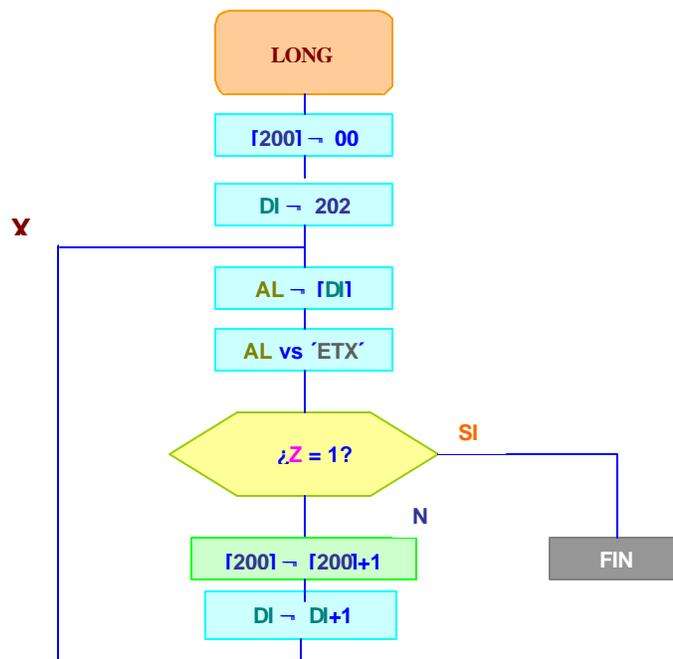 LONG
[200] ¬ 00
DI ¬ 202
X
AL ¬ [DI]
AL vs ´ETX´
¿Z = 1?
SI
N
[200] ¬ [200]+1
FIN
DI ¬ DI+1